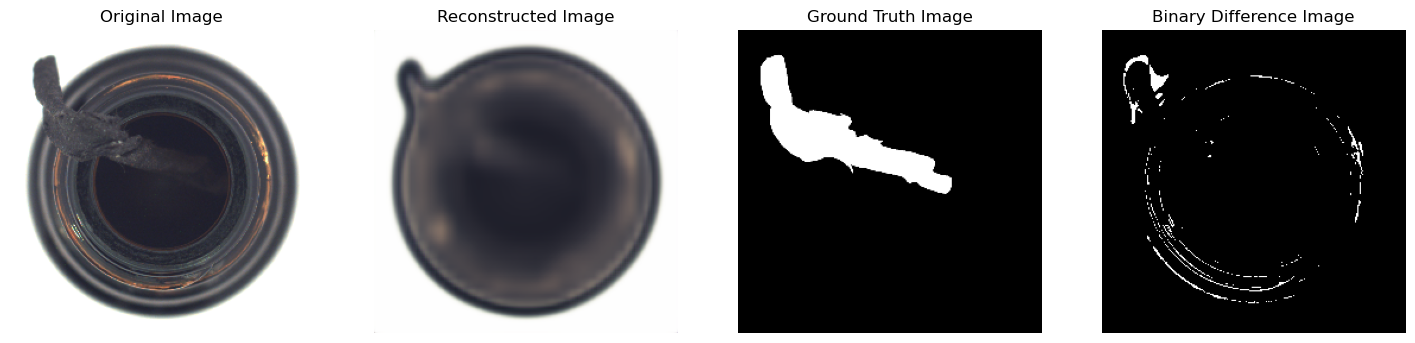 Original Image
Reconstructed Image
Ground Truth Image
Binary Difference Image